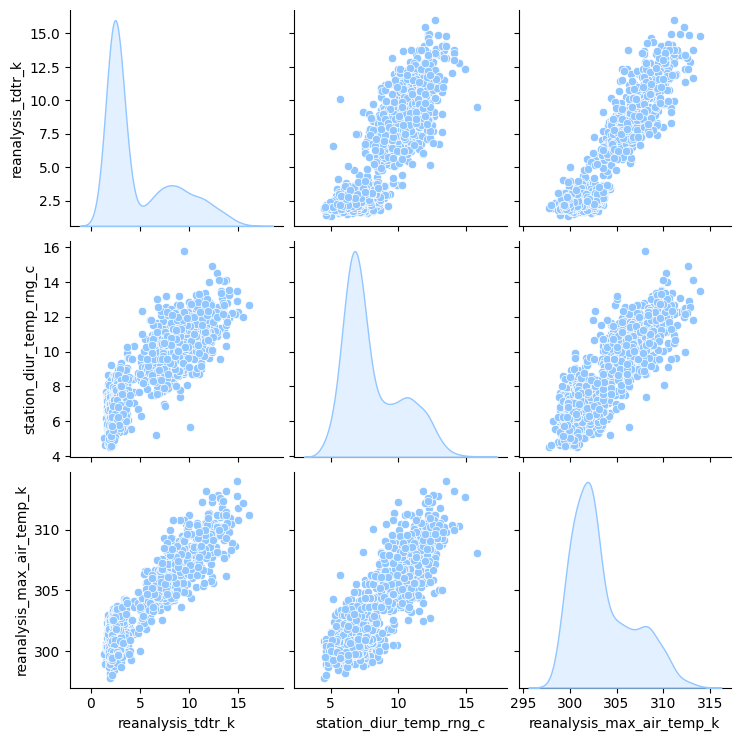 reanalysis_tdtr_k
15.0
12.5
10.0
7.5
5.0
2.5
station_diur_temp_rng_c
16
14
12
10
8
6
4
reanalysis_max_air_temp_k
310
305
300
0 5 10 15
5 10 15
295 300 305 310 315
reanalysis_tdtr_k
station_diur_temp_rng_c
reanalysis_max_air_temp_k